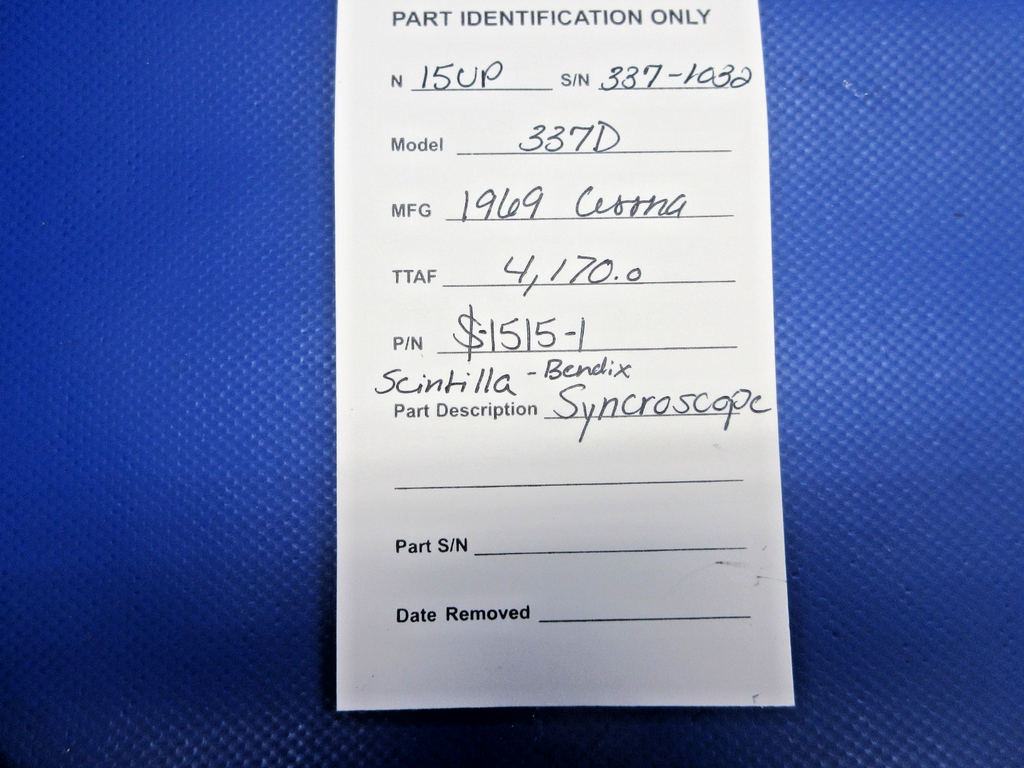 PART IDENTIFICATION ONLY
N 15UP S/N 337-1032
Model 337D
MFG 1969 Cessna
TTAF 4,170.0
P/N $-1515-1
Scintilla - Bendix
Part Description Syncroscope
Part S/N
Date Removed